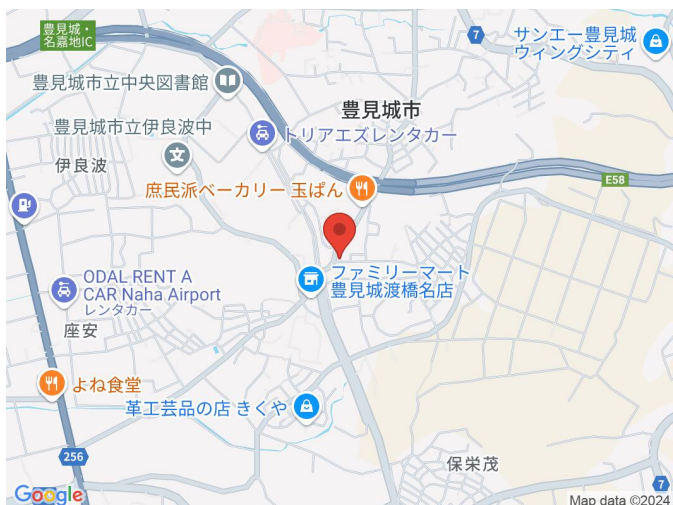 豊見城・
名嘉地IC
7
サンエー豊見城
ウィングシティ
豊見城市立中央図書館
豊見城市
豊見城市立伊良波中
トリアエズレンタカー
伊良波
庶民派ベーカリー 玉ぱん
E58
ODAL RENT A
CAR Naha Airport
レンタカー
ファミリーマート
豊見城渡橋名店
座安
よね食堂
革工芸品の店 きくや
256
保栄茂
7
Google
Map data ©2024